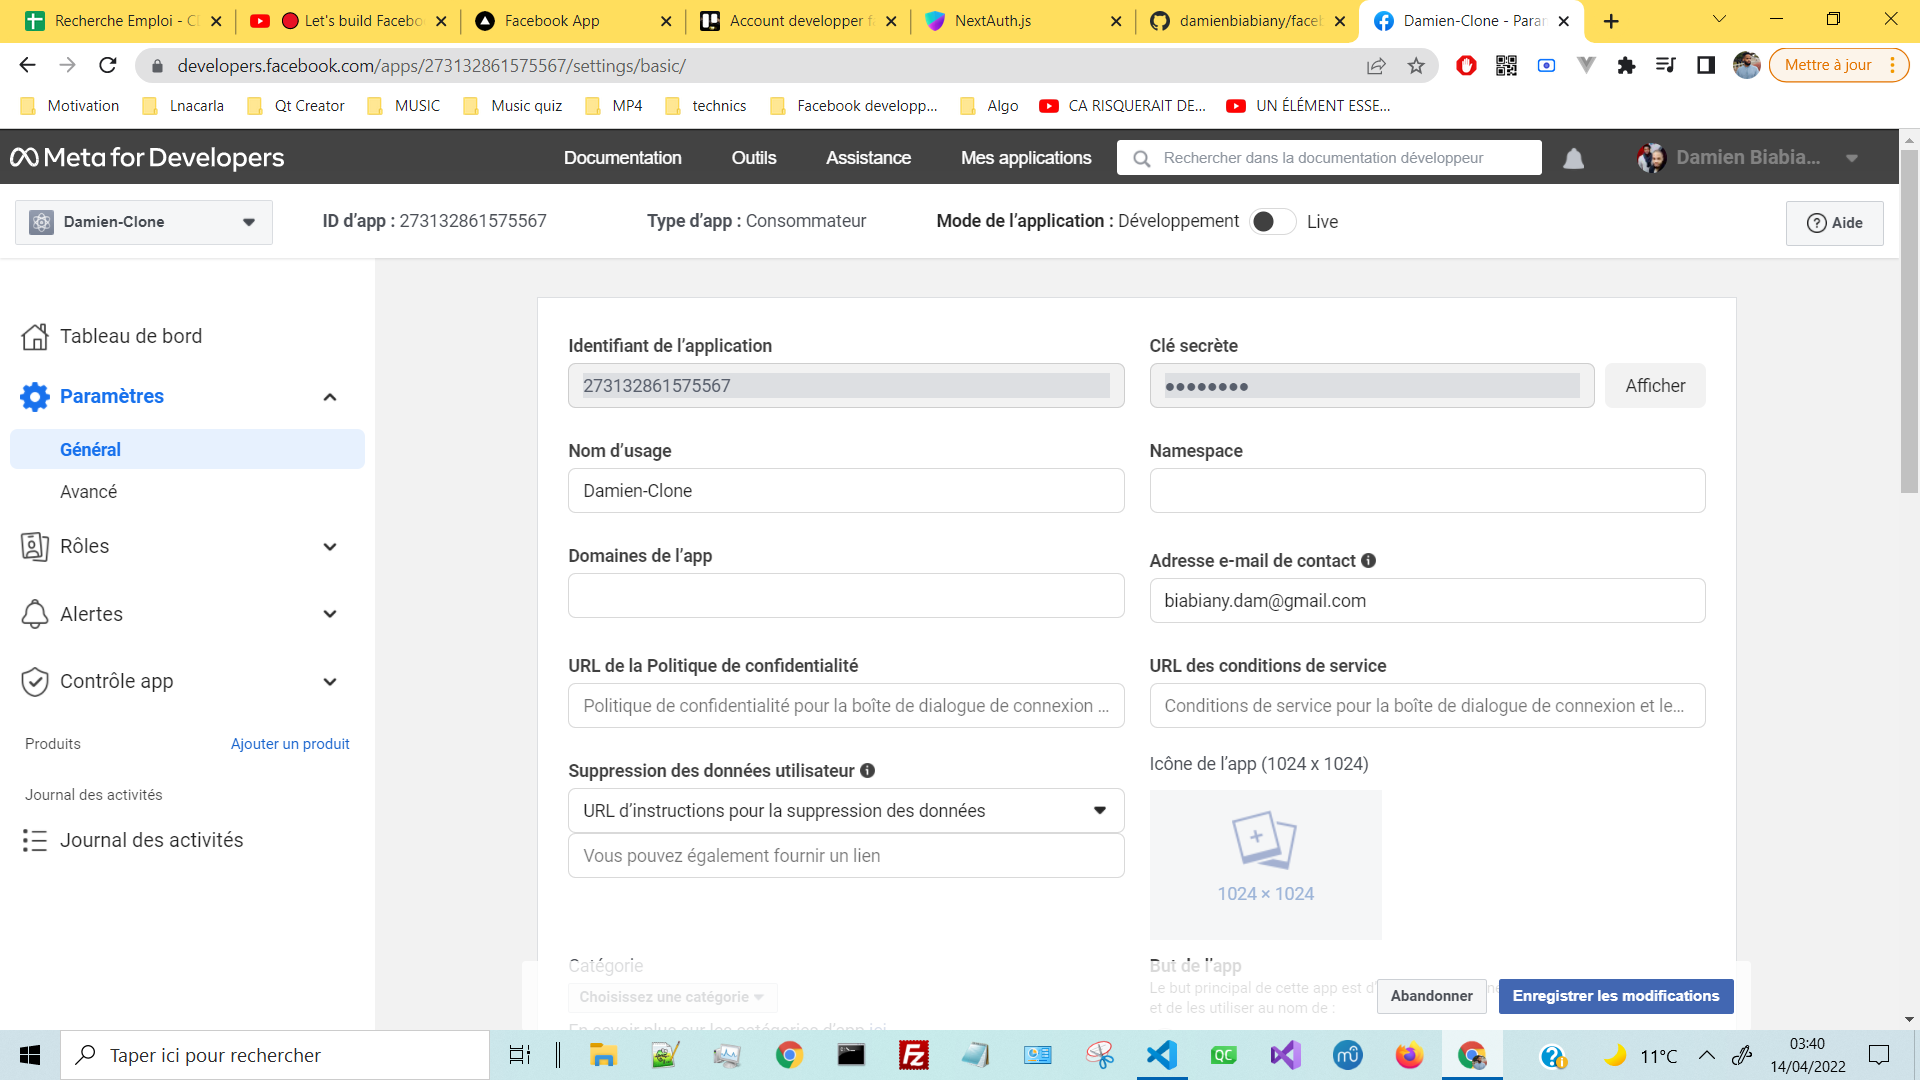 Recherche Emploi - C
Let's build Facebo
Facebook App
Account developper f
NextAuth.js
damienbiabiany/face
Damien-Clone - Para
developers.facebook.com/apps/273132861575567/settings/basic/
Mettre à jour
Motivation
Lnacarla
Qt Creator
MUSIC
Music quiz
MP4
technics
Facebook developp...
Algo
CA RISQUERAIT DE...
UN ÉLÉMENT ESSE...
Meta for Developers
Documentation
Outils
Assistance
Mes applications
Rechercher dans la documentation développeur
Damien Biabia...
Damien-Clone
ID d’app : 273132861575567
Type d’app : Consommateur
Mode de l’application : Développement
Live
Aide
Tableau de bord
Paramètres
Général
Avancé
Rôles
Alertes
Contrôle app
Produits
Ajouter un produit
Journal des activités
Journal des activités
Identifiant de l’application
273132861575567
Clé secrète
••••••••
Afficher
Nom d’usage
Damien-Clone
Namespace
Domaines de l’app
Adresse e-mail de contact
biabiany.dam@gmail.com
URL de la Politique de confidentialité
Politique de confidentialité pour la boîte de dialogue de connexion ...
URL des conditions de service
Conditions de service pour la boîte de dialogue de connexion et le...
Suppression des données utilisateur
URL d’instructions pour la suppression des données
Vous pouvez également fournir un lien
Icône de l’app (1024 x 1024)
1024 × 1024
Catégorie
Choisissez une catégorie
En savoir plus sur les catégories d’app ici
But de l’app
Le but principal de cette app est d’
et de les utiliser au nom de :
Abandonner
Enregistrer les modifications
Taper ici pour rechercher
11°C
03:40
14/04/2022